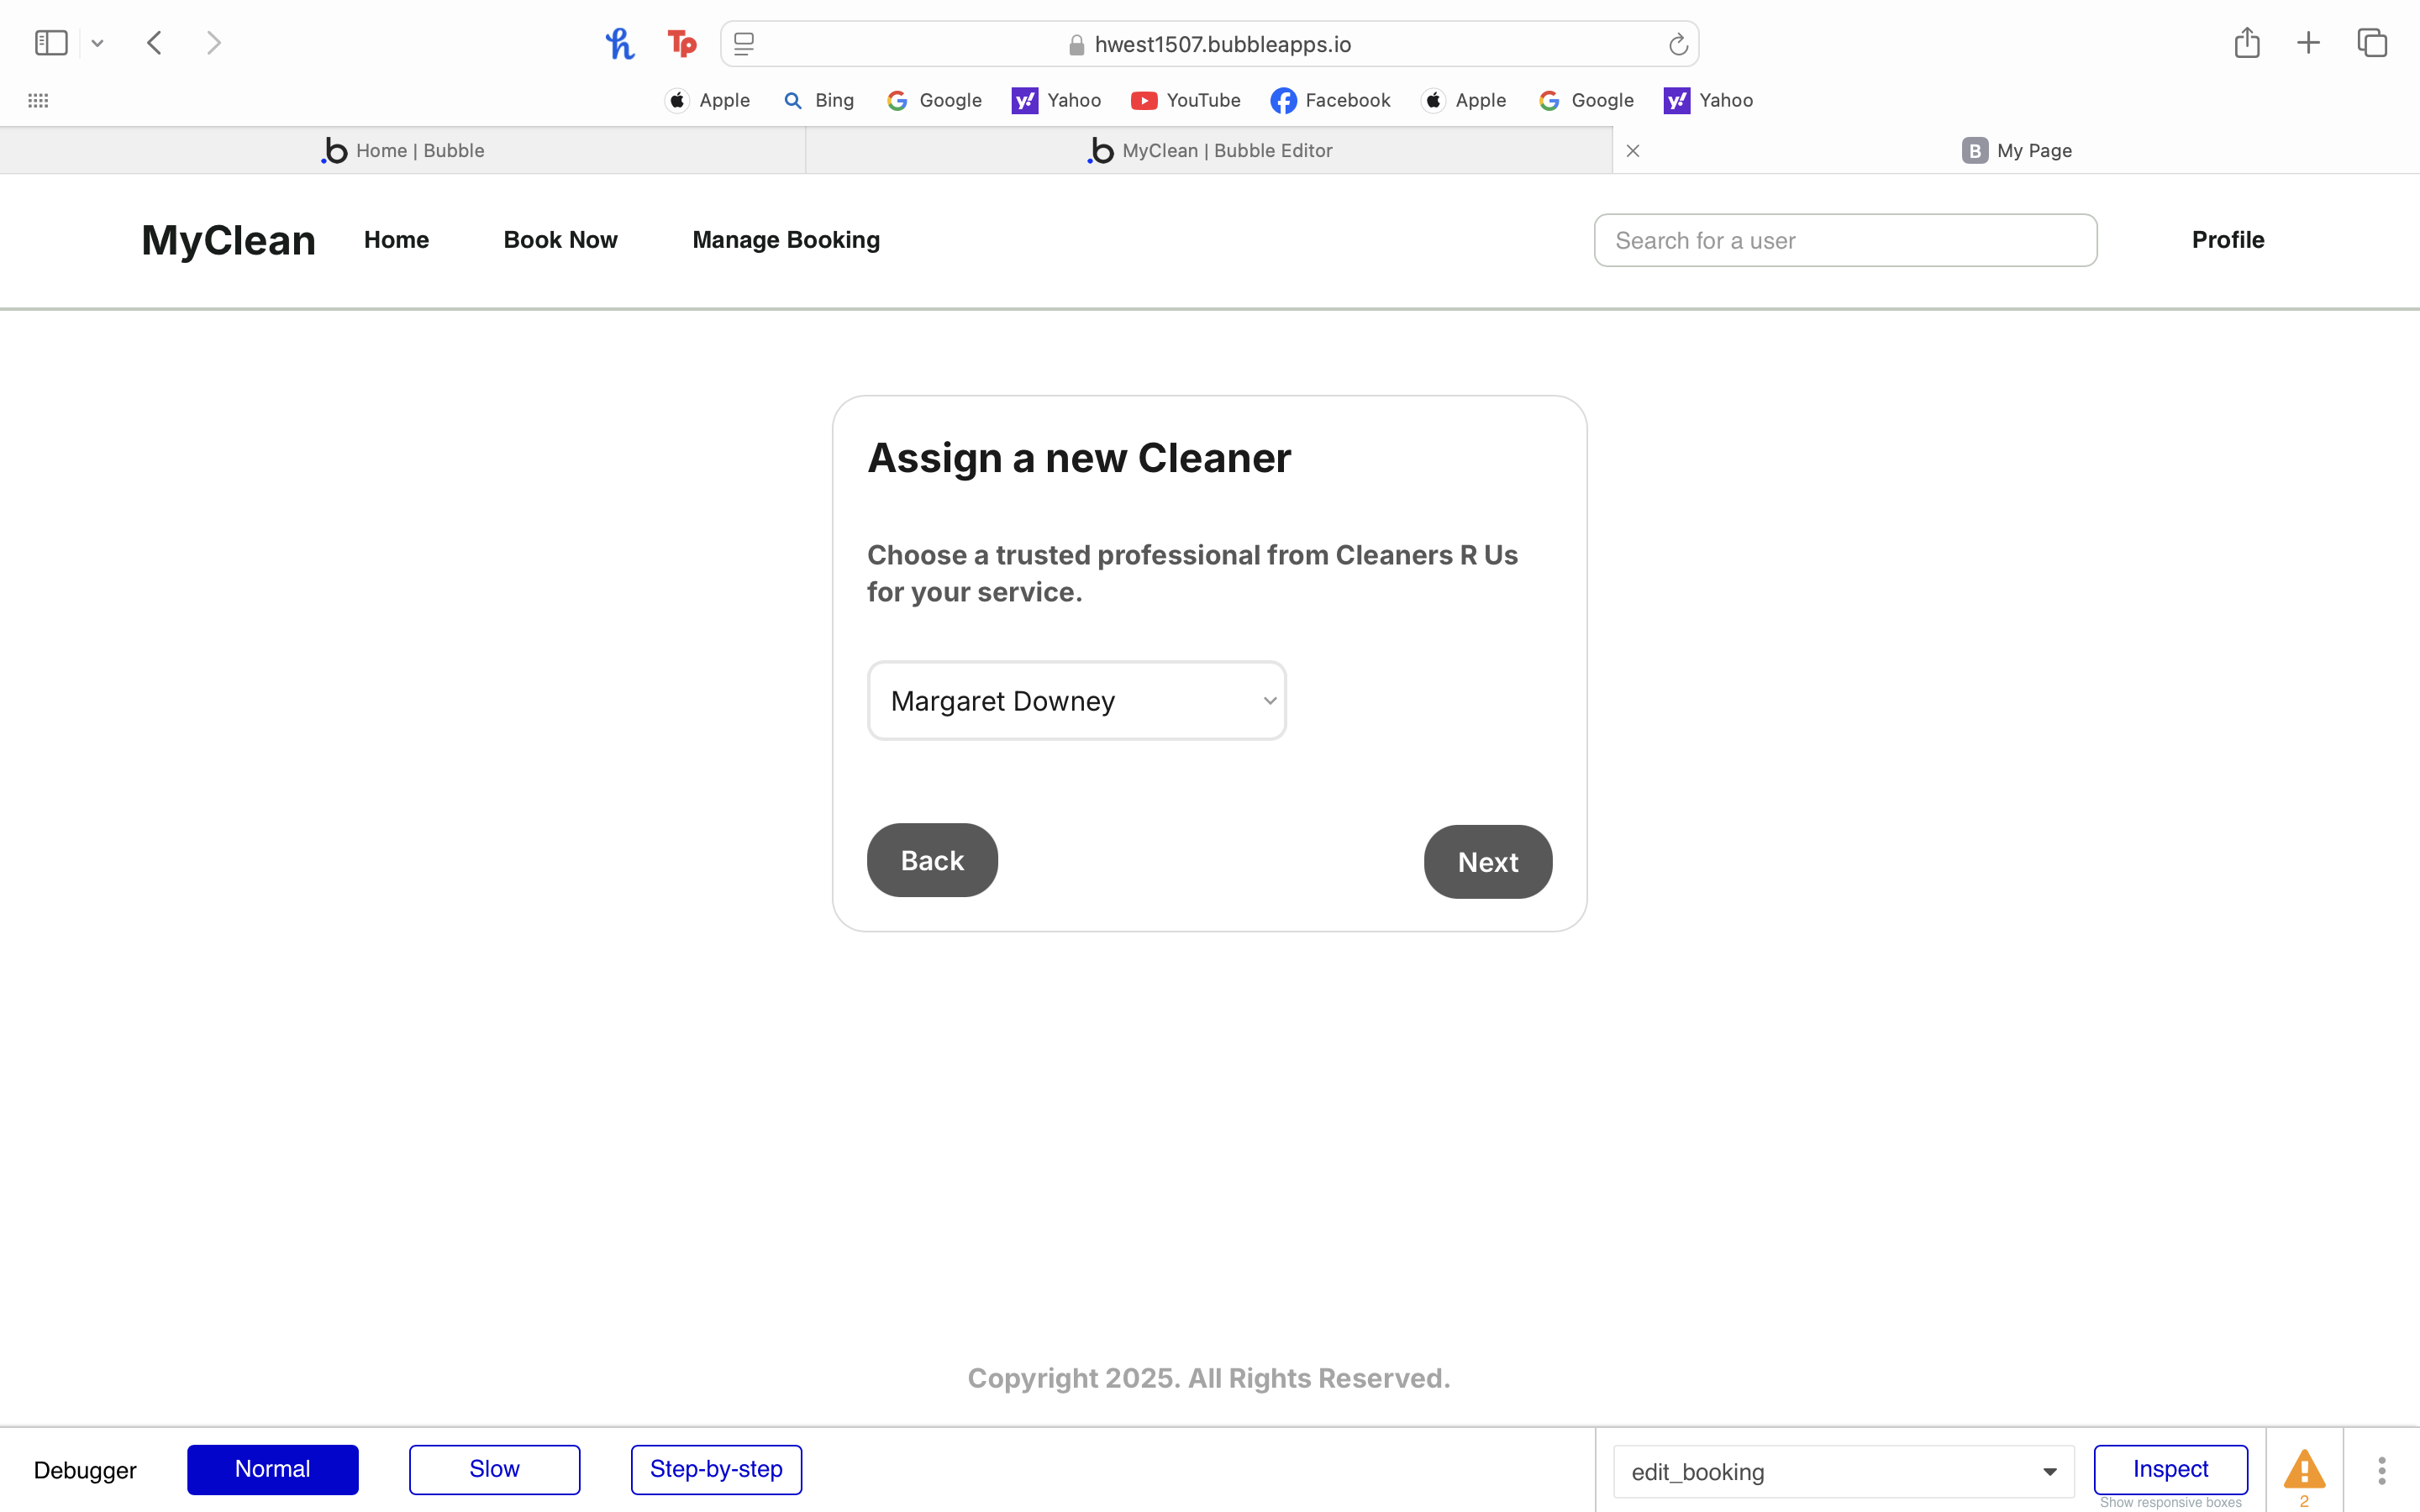 hwest1507.bubbleapps.io
Apple Bing Google Yahoo YouTube Facebook Apple Google Yahoo
Home | Bubble MyClean | Bubble Editor My Page
MyClean Home Book Now Manage Booking Search for a user Profile
Assign a new Cleaner
Choose a trusted professional from Cleaners R Us
for your service.
Margaret Downey
Back Next
Copyright 2025. All Rights Reserved.
Debugger Normal Slow Step-by-step edit_booking Inspect
Show responsive boxes 2